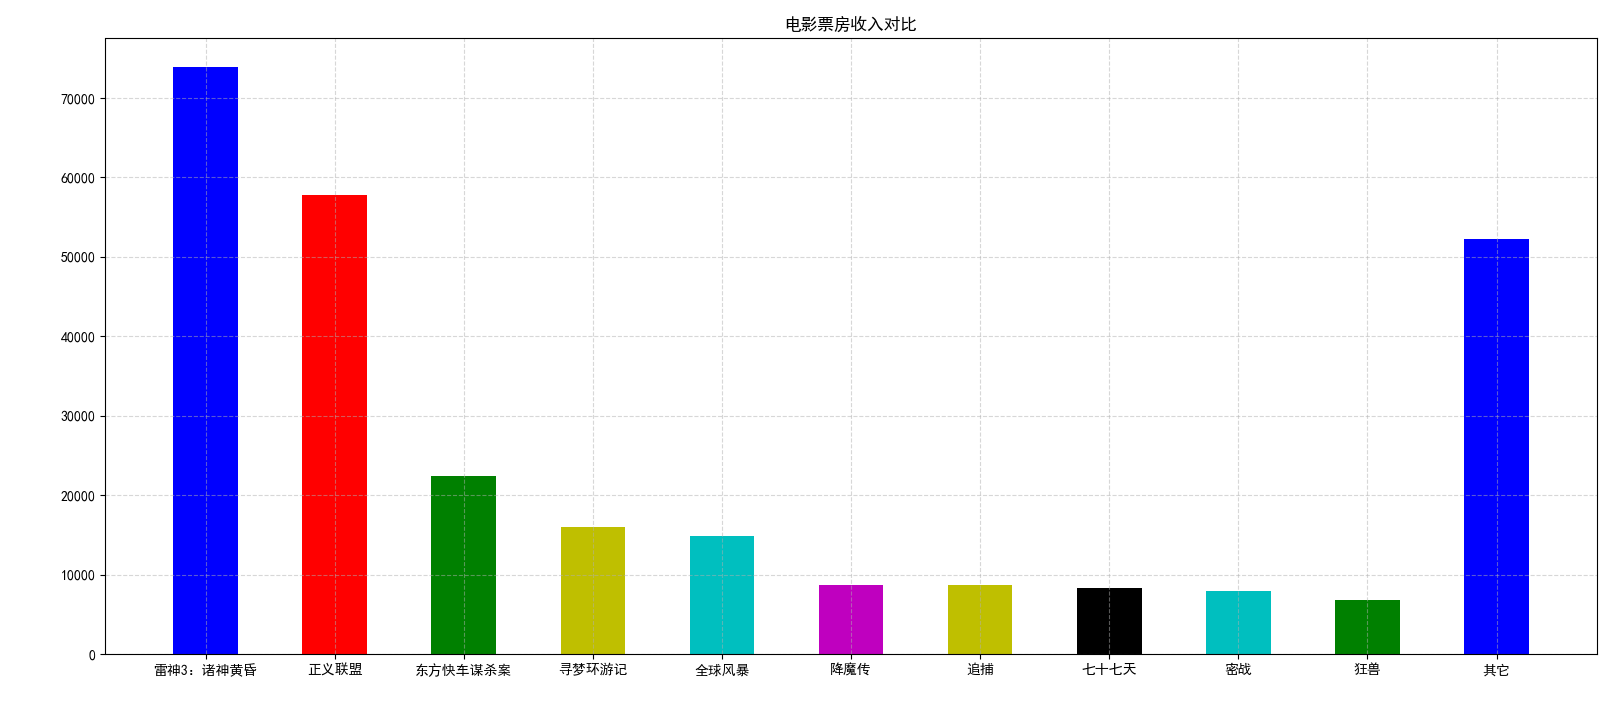 电影票房收入对比
70000
60000
50000
40000
30000
20000
10000
0
雷神3：诸神黄昏
正义联盟
东方快车谋杀案
寻梦环游记
全球风暴
降魔传
追捕
七十七天
密战
狂兽
其它